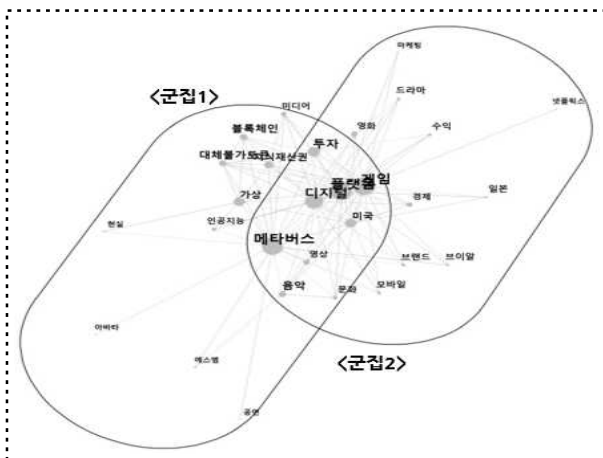 마케팅
<군집1>
드라마
넷플릭스
미디어
블록체인
영화
수익
투자
대체불가토큰
지식재산권
플랫폼
게임
가상
디지털
경제
일본
현실
인공지능
미국
메타버스
영상
브랜드
브이알
음악
문화
모바일
아바타
에스엠
<군집2>
공연